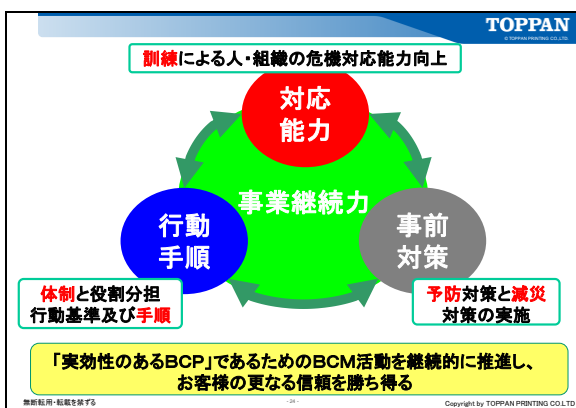 TOPPAN
© TOPPAN PRINTING CO.,LTD.
訓練による人・組織の危機対応能力向上
対応
能力
事業継続力
行動
手順
事前
対策
体制と役割分担
行動基準及び手順
予防対策と減災
対策の実施
「実効性のあるBCP」であるためのBCM活動を継続的に推進し、
お客様の更なる信頼を勝ち得る
無断転用・転載を禁ずる
- 24 -
Copyright by TOPPAN PRINTING CO.LTD